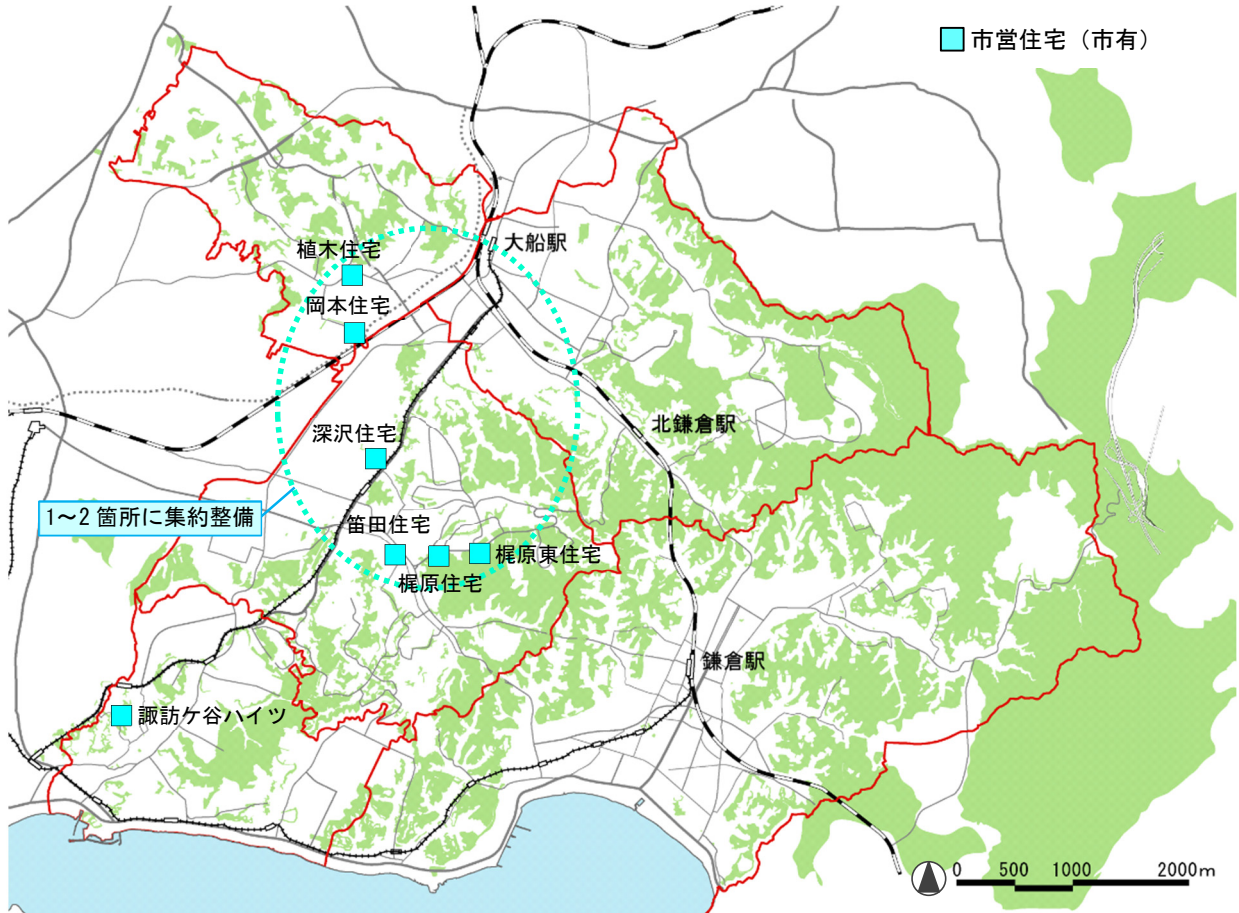 市営住宅（市有）
大船駅
植木住宅
岡本住宅
北鎌倉駅
深沢住宅
1～2 箇所に集約整備
笛田住宅
梶原東住宅
梶原住宅
鎌倉駅
諏訪ケ谷ハイツ
0 500 1000 2000m